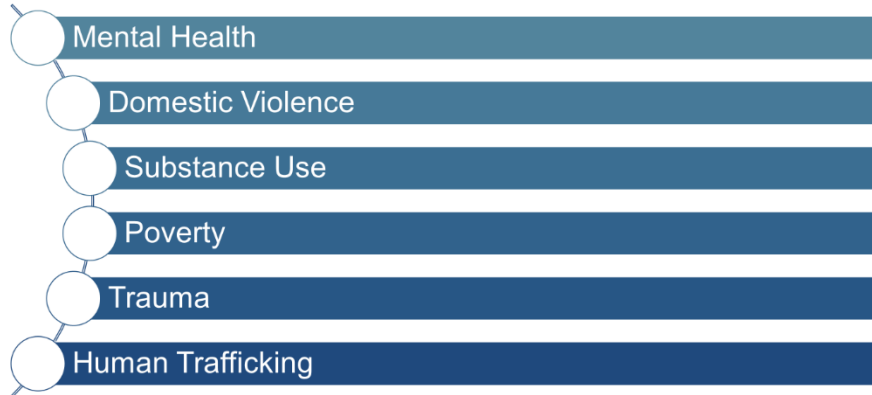 Mental Health
Domestic Violence
Substance Use
Poverty
Trauma
Human Trafficking